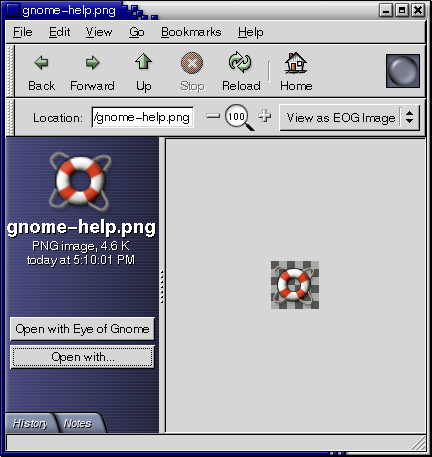 gnome-help.png
File Edit View Go Bookmarks Help
Back Forward Up Stop Reload Home
Location: /gnome-help.png 100 View as EOG Image
gnome-help.png
PNG image, 4.6 K
today at 5:10:01 PM
Open with Eye of Gnome
Open with...
History Notes